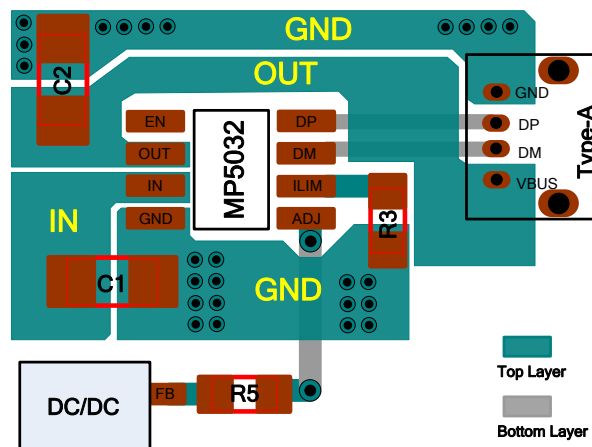 GND
C2
OUT
GND
EN
DP
DP
OUT
DM
DM
MP5032
Type-A
IN
ILIM
VBUS
GND
ADJ
R3
IN
C1
GND
Top Layer
DC/DC
FB
R5
Bottom Layer